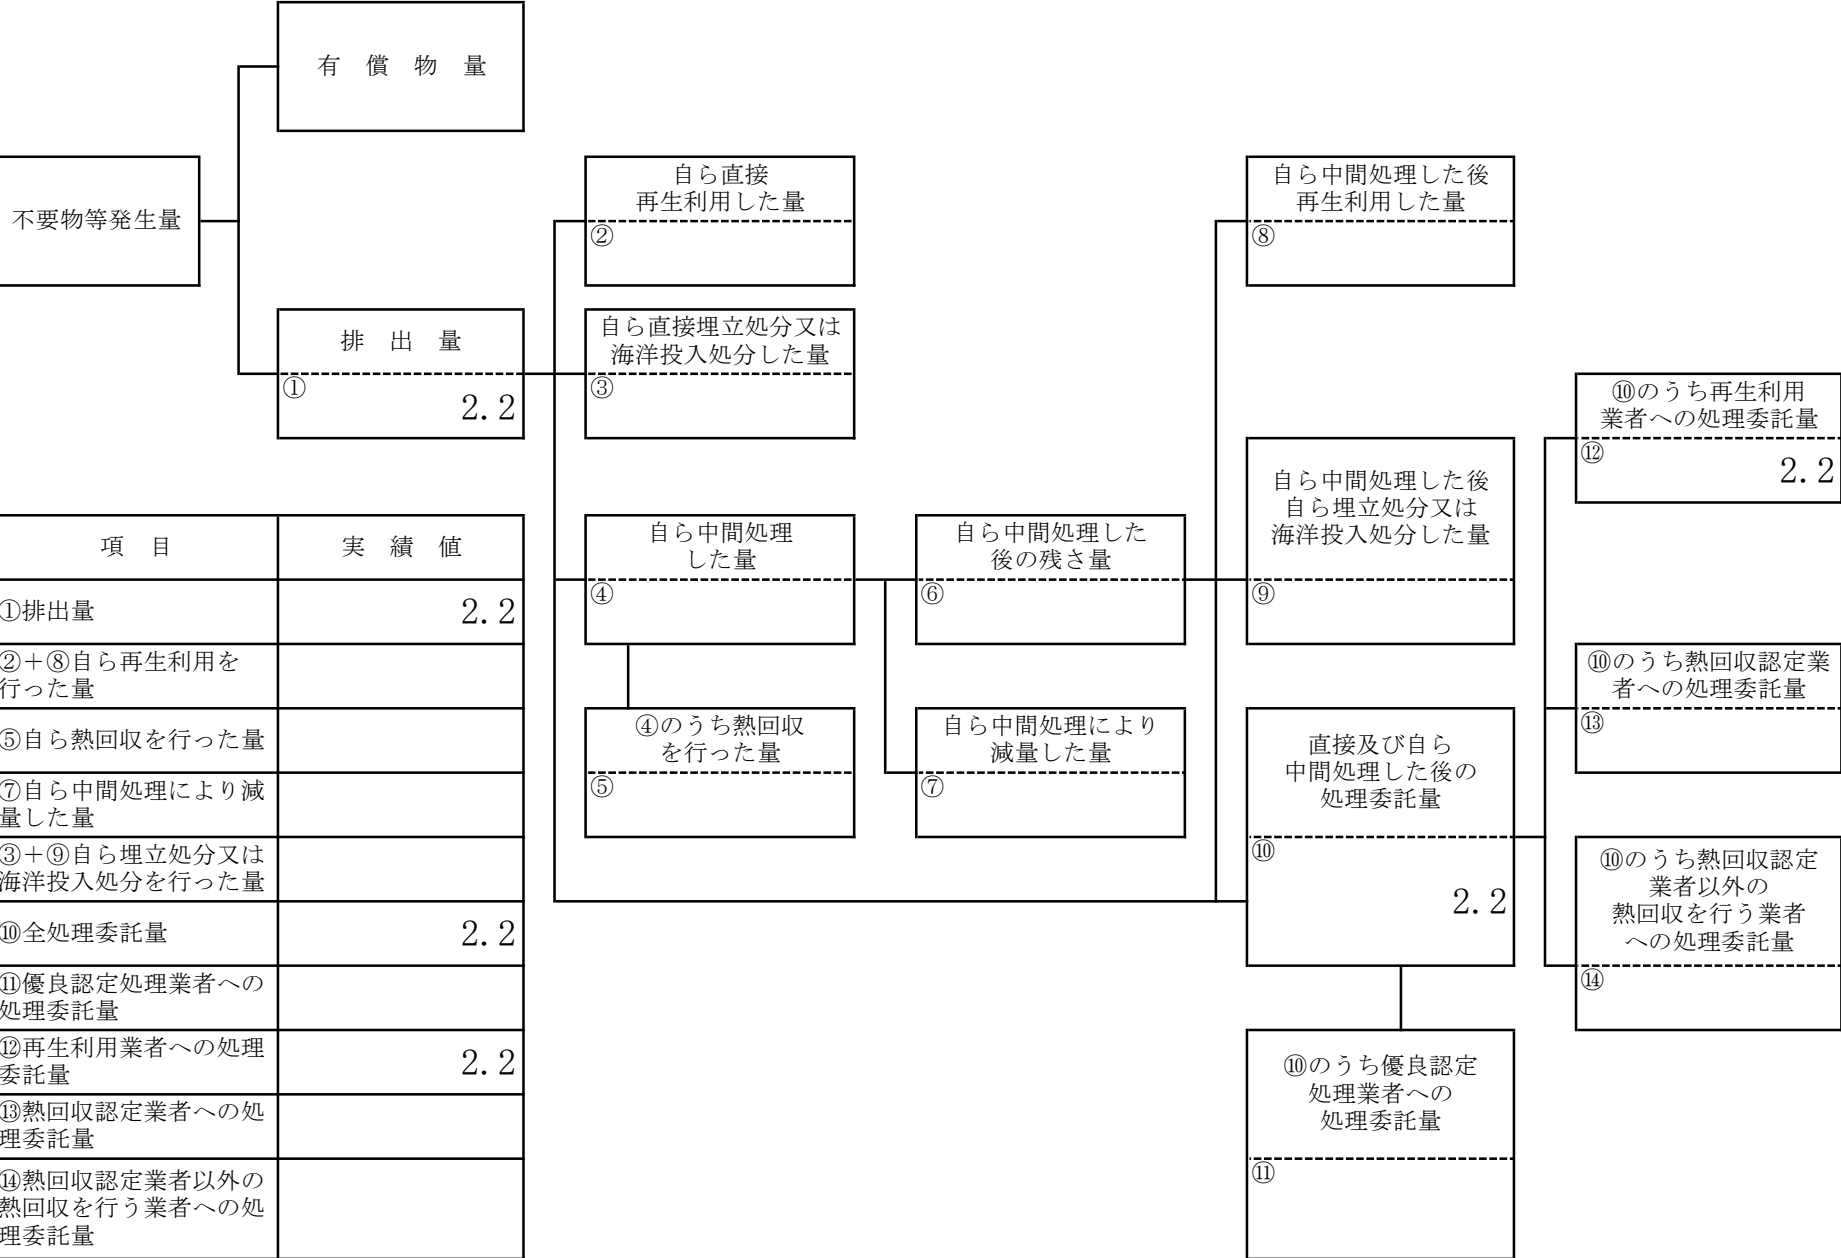 有 償 物 量
不要物等発生量
自ら直接
再生利用した量
②
自ら中間処理した後
再生利用した量
⑧
排 出 量
①
2.2
自ら直接埋立処分又は
海洋投入処分した量
③
⑩のうち再生利用
業者への処理委託量
⑫
2.2
自ら中間処理した後
自ら埋立処分又は
海洋投入処分した量
⑨
自ら中間処理
した量
④
自ら中間処理した
後の残さ量
⑥
⑩のうち熱回収認定業
者への処理委託量
⑬
④のうち熱回収
を行った量
⑤
自ら中間処理により
減量した量
⑦
直接及び自ら
中間処理した後の
処理委託量
⑩
2.2
⑩のうち熱回収認定
業者以外の
熱回収を行う業者
への処理委託量
⑭
⑩のうち優良認定
処理業者への
処理委託量
⑪
項 目
実 績 値
①排出量
2.2
②+⑧自ら再生利用を
行った量
⑤自ら熱回収を行った量
⑦自ら中間処理により減
量した量
③+⑨自ら埋立処分又は
海洋投入処分を行った量
⑩全処理委託量
2.2
⑪優良認定処理業者への
処理委託量
⑫再生利用業者への処理
委託量
2.2
⑬熱回収認定業者への処
理委託量
⑭熱回収認定業者以外の
熱回収を行う業者への処
理委託量